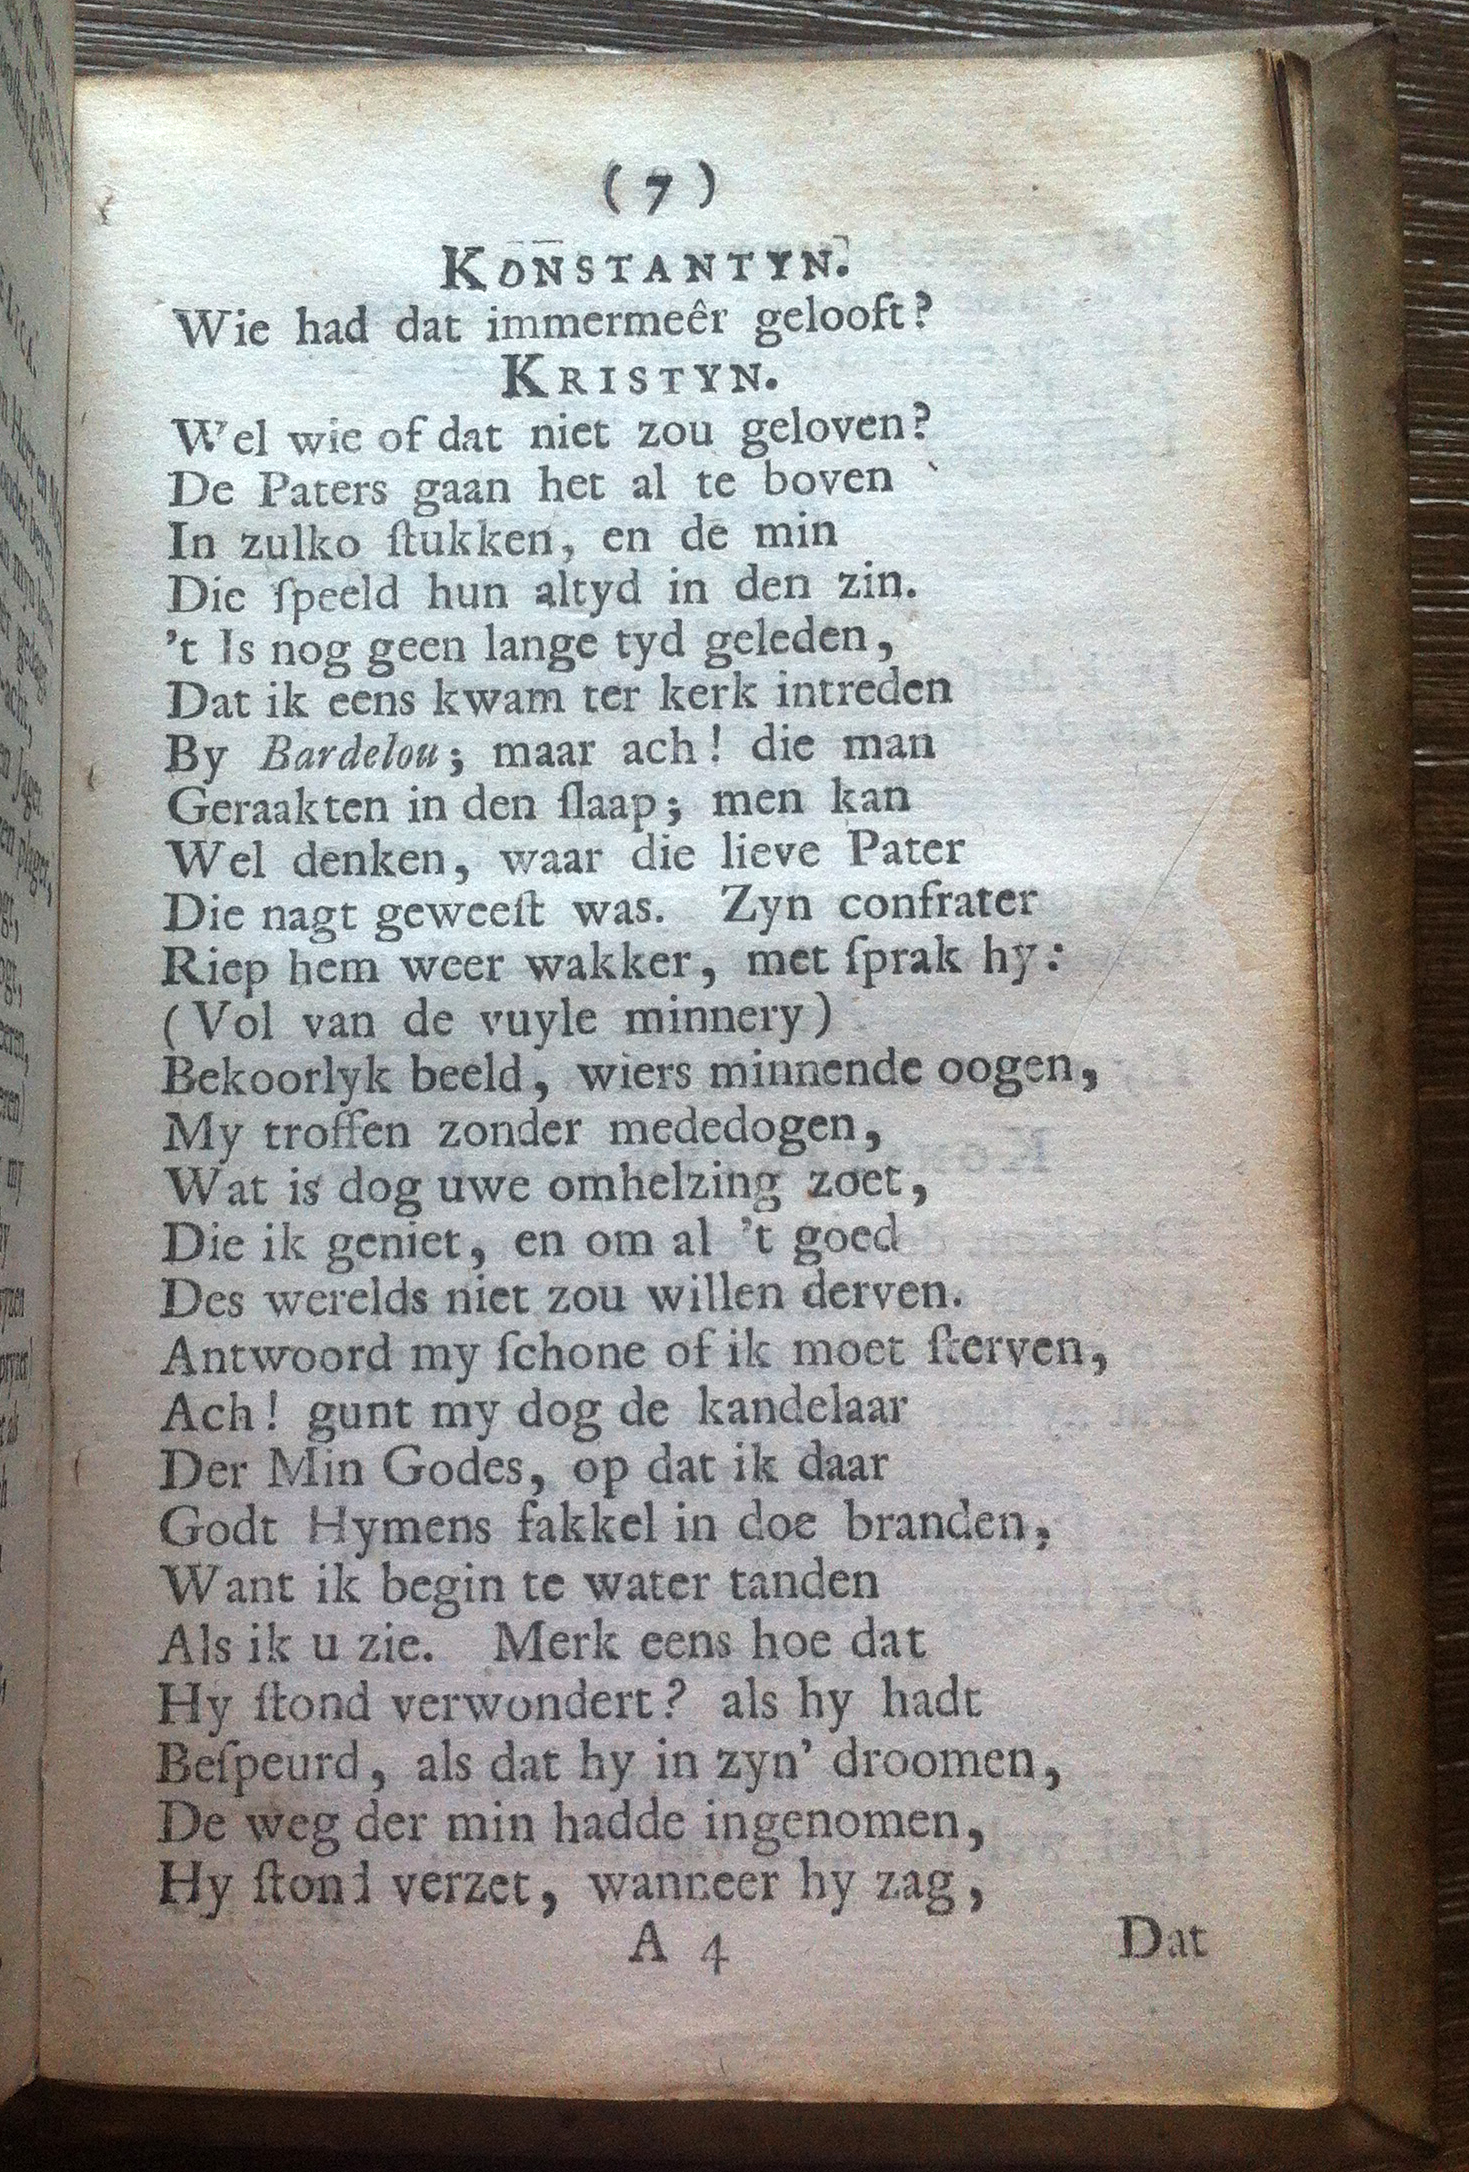 ( 7 )
KONSTANTYN.
Wie had dat immermeêr gelooft?
KRISTYN.
Wel wie of dat niet zou geloven?
De Paters gaan het al te boven
In zulko ſtukken, en de min
Die ſpeeld hun altyd in den zin.
't Is nog geen lange tyd geleden,
Dat ik eens kwam ter kerk intreden
By Bardelou; maar ach! die man
Geraakten in den ſlaap; men kan
Wel denken, waar die lieve Pater
Die nagt geweeſt was. Zyn confrater
Riep hem weer wakker, met ſprak hy:
(Vol van de vuyle minnery)
Bekoorlyk beeld, wiers minnende oogen,
My troffen zonder mededogen,
Wat is dog uwe omhelzing zoet,
Die ik geniet, en om al 't goed
Des werelds niet zou willen derven.
Antwoord my ſchone of ik moet ſterven,
Ach! gunt my dog de kandelaar
Der Min Godes, op dat ik daar
Godt Hymens fakkel in doe branden,
Want ik begin te water tanden
Als ik u zie. Merk eens hoe dat
Hy ſtond verwondert? als hy hadt
Beſpeurd, als dat hy in zyn' droomen,
De weg der min hadde ingenomen,
Hy ſtond verzet, wanneer hy zag,
A 4 Dat